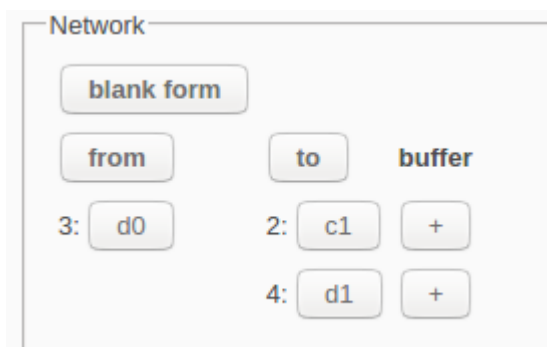 Network
blank form
from to buffer
3: d0 2: c1 +
4: d1 +